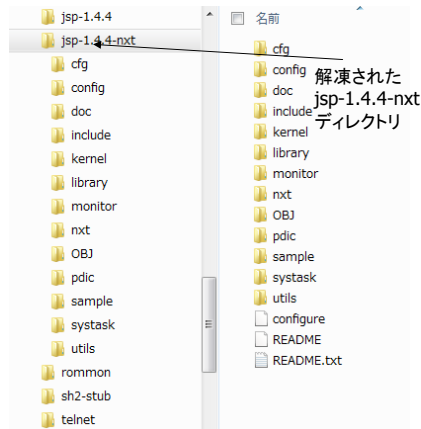 jsp-1.4.4
jsp-1.4.4-nxt
cfg
config
doc
include
kernel
library
monitor
nxt
OBJ
pdic
sample
systask
utils
rommon
sh2-stub
telnet
名前
cfg
config
doc
include
kernel
library
monitor
nxt
OBJ
pdic
sample
systask
utils
configure
README
README.txt
解凍された
jsp-1.4.4-nxt
ディレクトリ